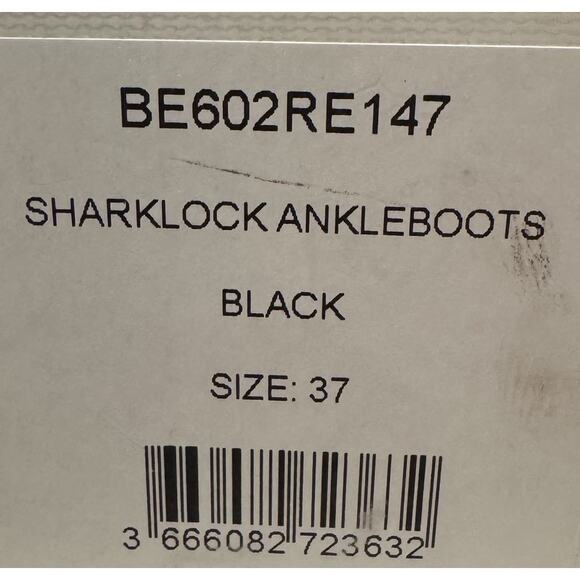 BE602RE147
SHARKLOCK ANKLEBOOTS
BLACK
SIZE: 37
3 666082 723632